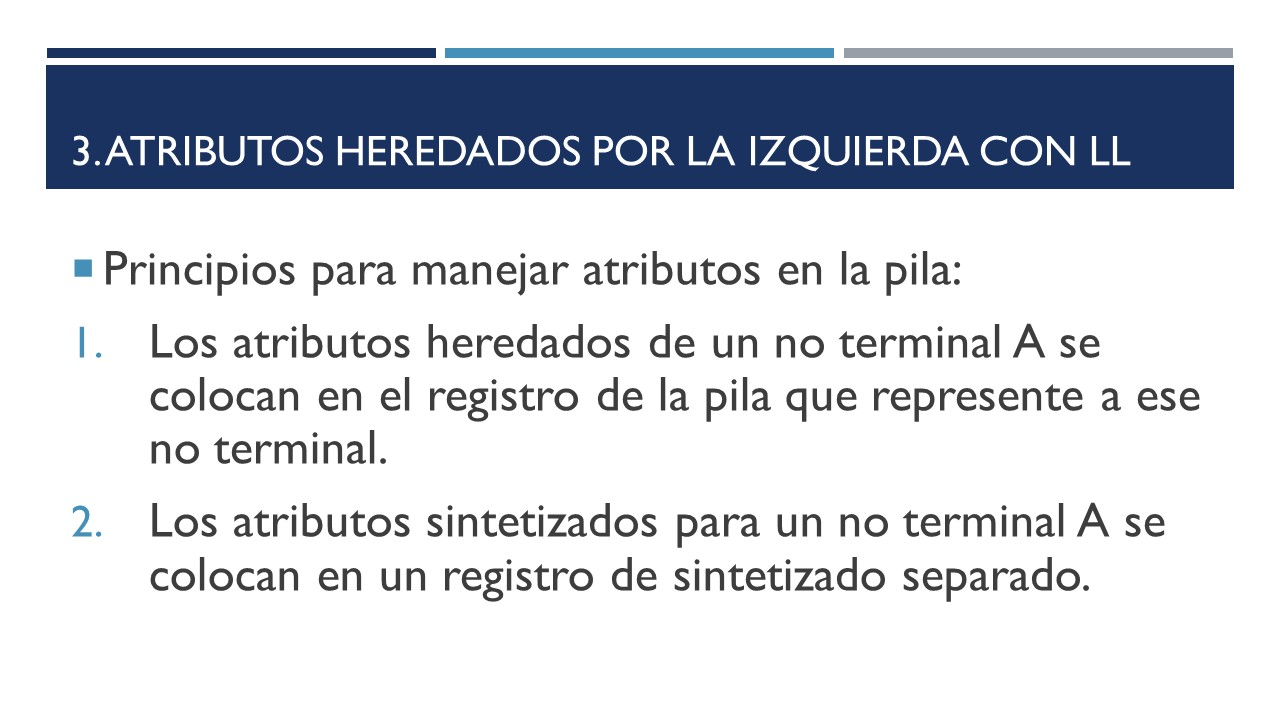 3. ATRIBUTOS HEREDADOS POR LA IZQUIERDA CON LL
■ Principios para manejar atributos en la pila:
1. Los atributos heredados de un no terminal A se
colocan en el registro de la pila que represente a ese
no terminal.
2. Los atributos sintetizados para un no terminal A se
colocan en un registro de sintetizado separado.